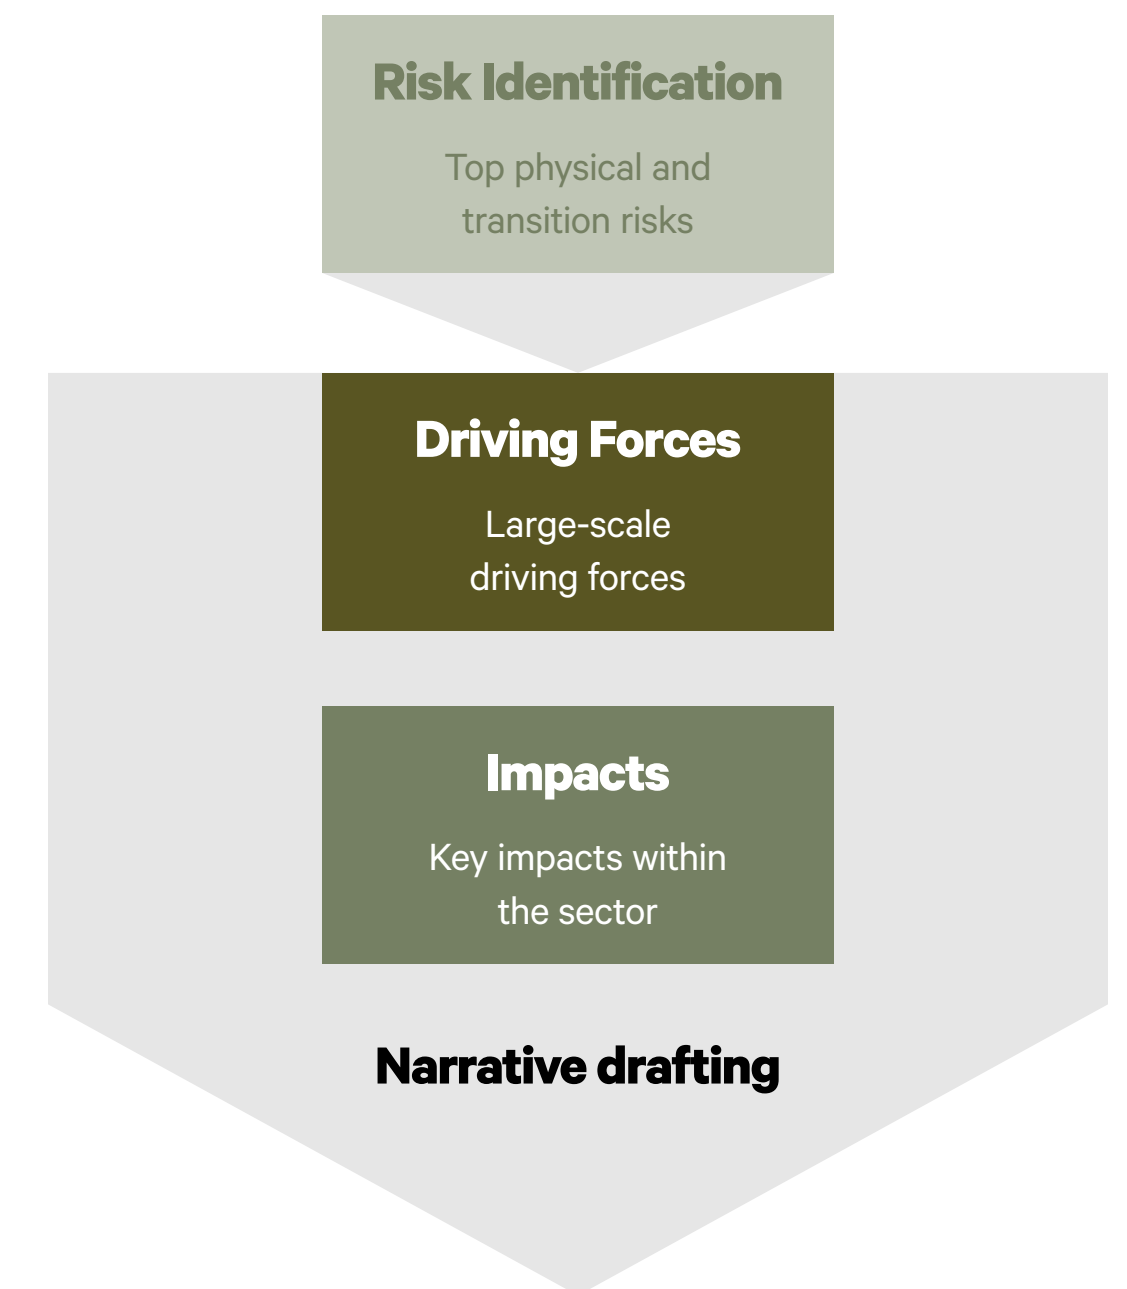 Risk Identification
Top physical and
transition risks
Driving Forces
Large-scale
driving forces
Impacts
Key impacts within
the sector
Narrative drafting